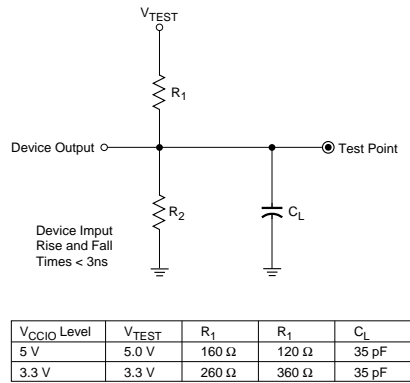 VTEST
R1
Device Output
Test Point
R2
CL
Device Imput
Rise and Fall
Times < 3ns
VCCIO Level VTEST R1 R1 CL
5 V 5.0 V 160 Ω 120 Ω 35 pF
3.3 V 3.3 V 260 Ω 360 Ω 35 pF